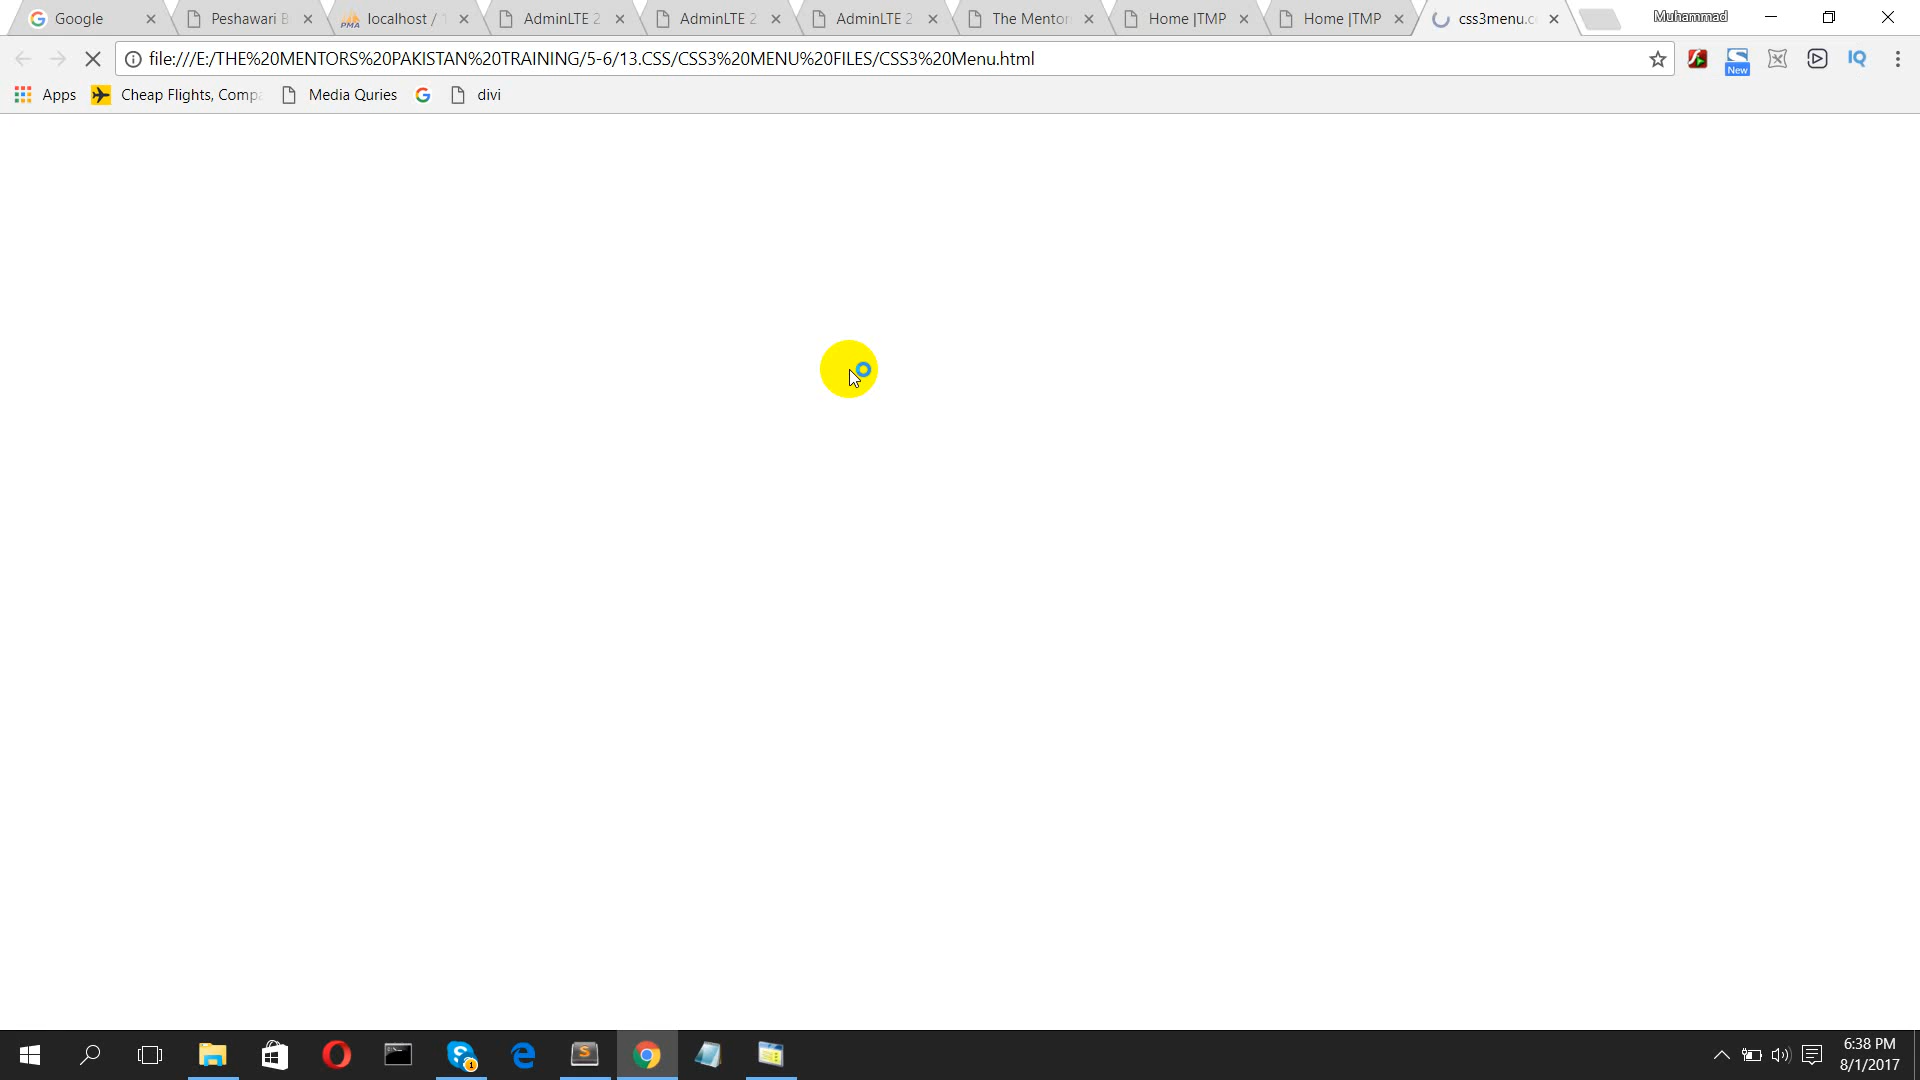 Google
Peshawari B
localhost /
AdminLTE 2
AdminLTE 2
AdminLTE 2
The Mentor
Home |TMP
Home |TMP
css3menu.c
Muhammad
file:///E:/THE%20MENTORS%20PAKISTAN%20TRAINING/5-6/13.CSS/CSS3%20MENU%20FILES/CSS3%20Menu.html
New
IQ
Apps
Cheap Flights, Comp
Media Quries
divi
PMA
1
6:38 PM
8/1/2017